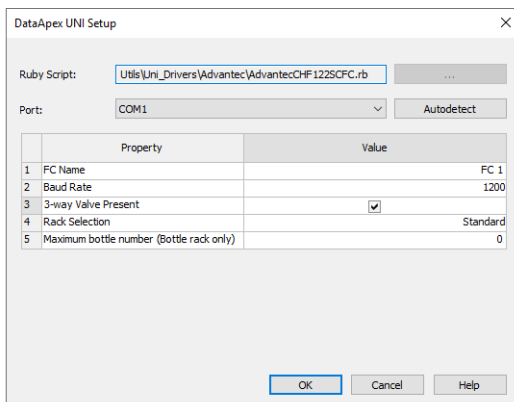 DataApex UNI Setup
Ruby Script: Utils\Uni_Drivers\Advantec\AdvantecCHF122SCFC.rb ...
Port: COM1 Autodetect
Property Value
1 FC Name FC 1
2 Baud Rate 1200
3 3-way Valve Present
4 Rack Selection Standard
5 Maximum bottle number (Bottle rack only) 0
OK Cancel Help